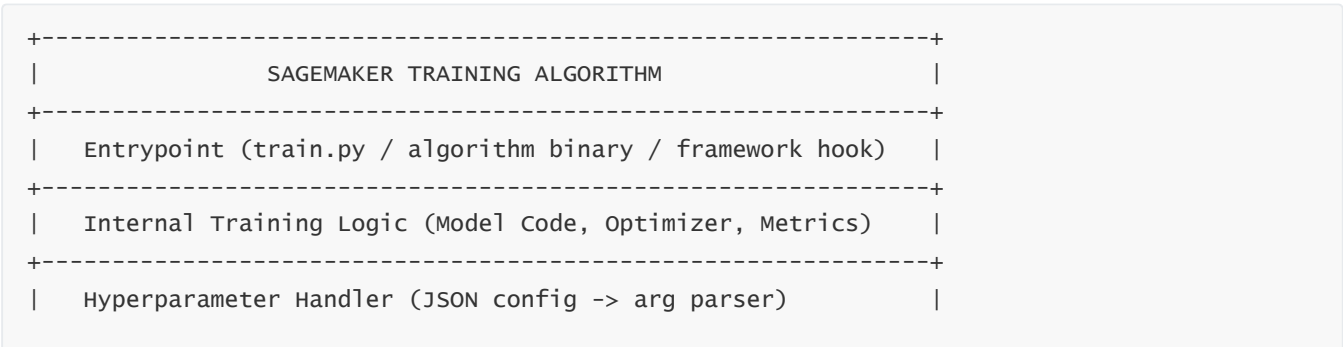 +---------------------------------------------------------------+
|                 SAGEMAKER TRAINING ALGORITHM                   |
+---------------------------------------------------------------+
|   Entrypoint (train.py / algorithm binary / framework hook)   |
+---------------------------------------------------------------+
|   Internal Training Logic (Model Code, Optimizer, Metrics)    |
+---------------------------------------------------------------+
|   Hyperparameter Handler (JSON config -> arg parser)          |